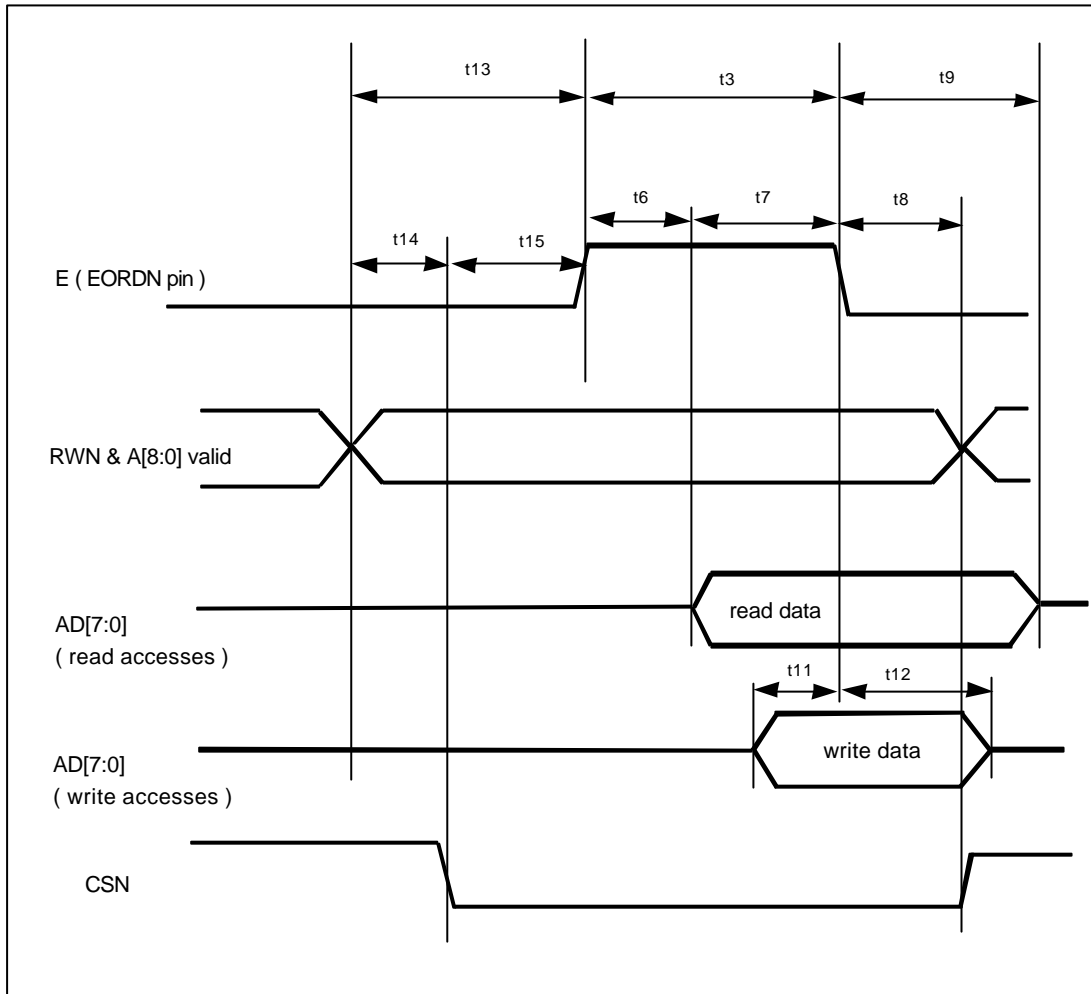 t13
t3
t9
t6
t7
t8
t14
t15
E ( EORDN pin )
RWN & A[8:0] valid
read data
AD[7:0]
( read accesses )
t11
t12
write data
AD[7:0]
( write accesses )
CSN